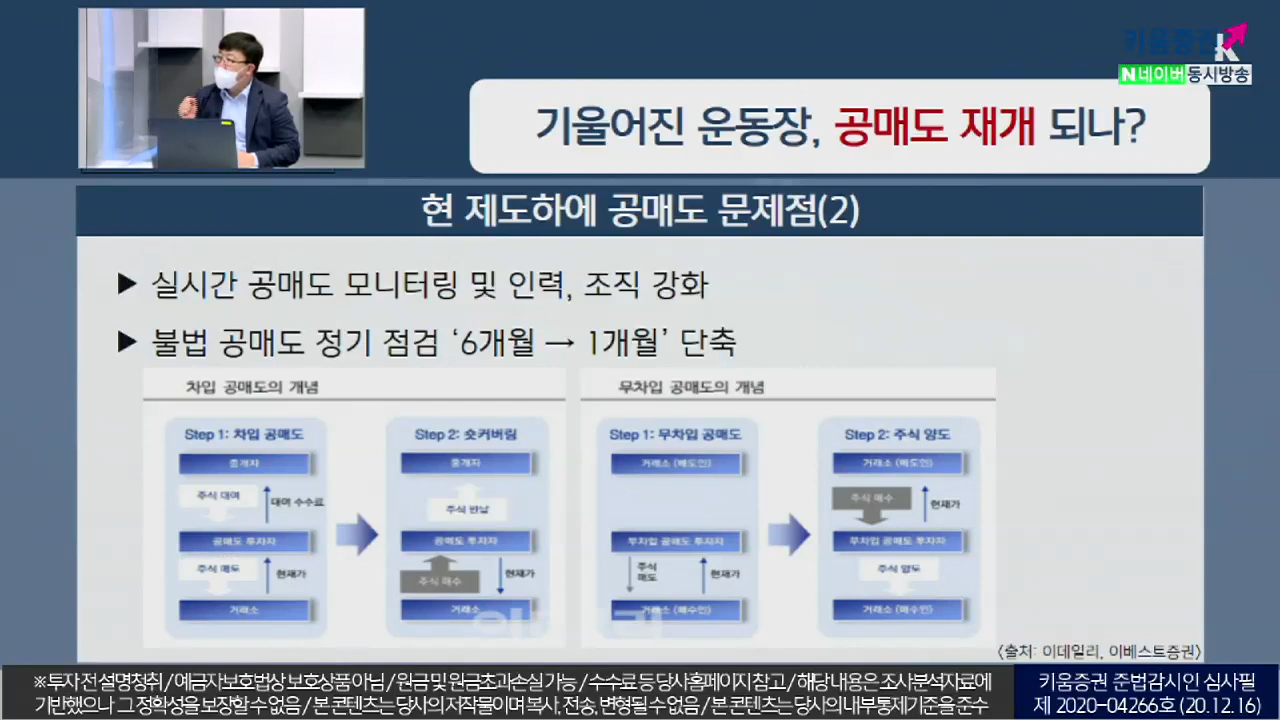 키움증권
N네이버동시방송
기울어진 운동장, 공매도 재개 되나?
현 제도하에 공매도 문제점(2)
▶ 실시간 공매도 모니터링 및 인력, 조직 강화
▶ 불법 공매도 정기 점검 ‘6개월 → 1개월’ 단축
차입 공매도의 개념
Step 1: 차입 공매도
중개자
주식 대여
대여 수수료
공매도 투자자
주식 매도
현재가
거래소
Step 2: 숏커버링
중개자
주식 반납
공매도 투자자
주식 매수
현재가
거래소
무차입 공매도의 개념
Step 1: 무차입 공매도
거래소 (매도인)
무차입 공매도 투자자
주식
매도
현재가
거래소 (매수인)
Step 2: 주식 양도
거래소 (매도인)
주식 매수
현재가
무차입 공매도 투자자
주식 양도
거래소 (매수인)
<출처: 이데일리, 이베스트증권>
※ 투자 전 설명청취 / 예금자보호법상 보호상품 아님 / 원금 및 원금초과손실 가능 / 수수료 등 당사홈페이지 참고 / 해당 내용은 조사분석자료에
기반했으나 그 정확성을 보장할 수 없음 / 본 콘텐츠는 당사의 저작물이며 복사, 전송, 변형될 수 없음 / 본 콘텐츠는 당사의 내부통제기준을 준수
키움증권 준법감시인 심사필
제 2020-04266호 (20.12.16)